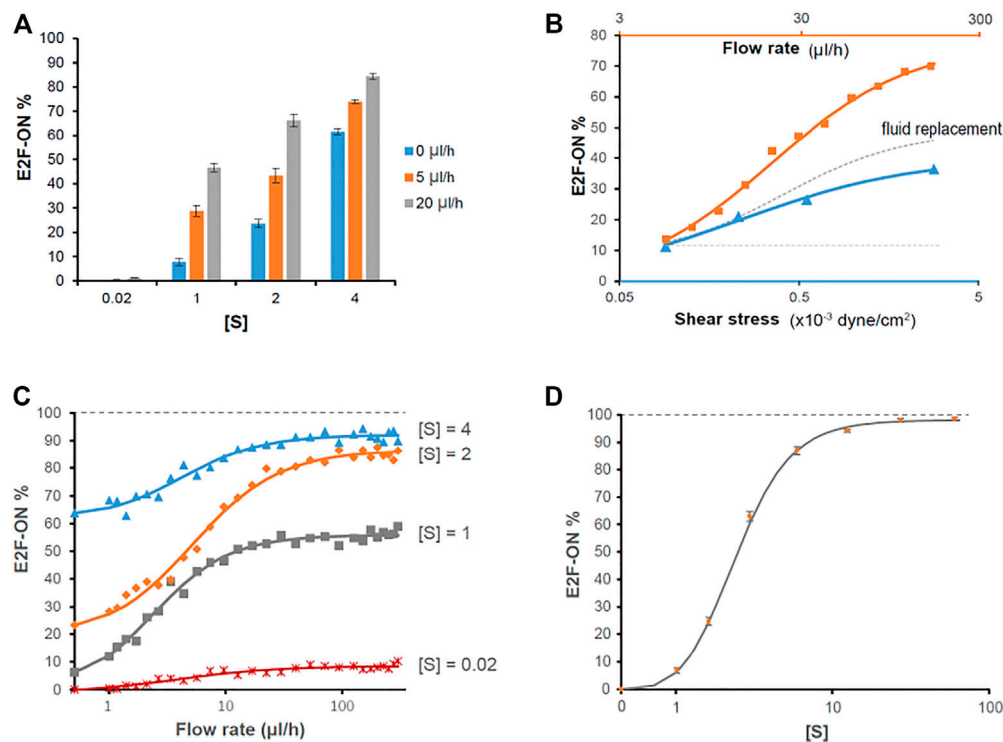 A
E2F-ON %
100
90
80
70
60
50
40
30
20
10
0
0.02 1 2 4
[S]
0 µl/h
5 µl/h
20 µl/h
B
3 30 300
Flow rate (µl/h)
E2F-ON %
80
70
60
50
40
30
20
10
0
fluid replacement
0.05 0.5 5
Shear stress (x10⁻³ dyne/cm²)
C
E2F-ON %
100
90
80
70
60
50
40
30
20
10
0
[S] = 4
[S] = 2
[S] = 1
[S] = 0.02
1 10 100
Flow rate (µl/h)
D
E2F-ON %
100
90
80
70
60
50
40
30
20
10
0
0 1 10 100
[S]